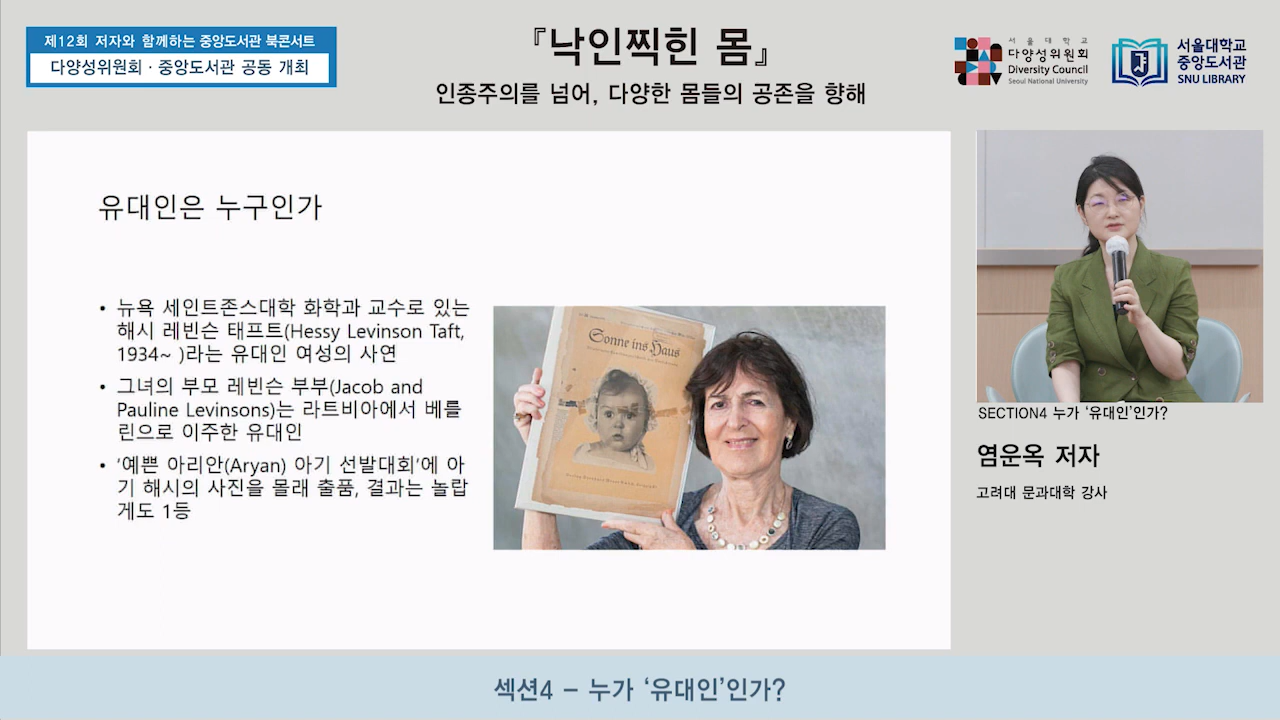 제12회 저자와 함께하는 중앙도서관 북콘서트
다양성위원회 · 중앙도서관 공동 개최
『낙인찍힌 몸』
인종주의를 넘어, 다양한 몸들의 공존을 향해
서울대학교
다양성위원회
Diversity Council
Seoul National University
서울대학교
중앙도서관
SNU LIBRARY
유대인은 누구인가
• 뉴욕 세인트존스대학 화학과 교수로 있는
해시 레빈슨 태프트(Hessy Levinson Taft,
1934~ )라는 유대인 여성의 사연
• 그녀의 부모 레빈슨 부부(Jacob and
Pauline Levinsons)는 라트비아에서 베를
린으로 이주한 유대인
• ‘예쁜 아리안(Aryan) 아기 선발대회’에 아
기 해시의 사진을 몰래 출품, 결과는 놀랍
게도 1등
Sonne ins Haus
SECTION4 누가 ‘유대인’인가?
염운옥 저자
고려대 문과대학 강사
섹션4 – 누가 ‘유대인’인가?